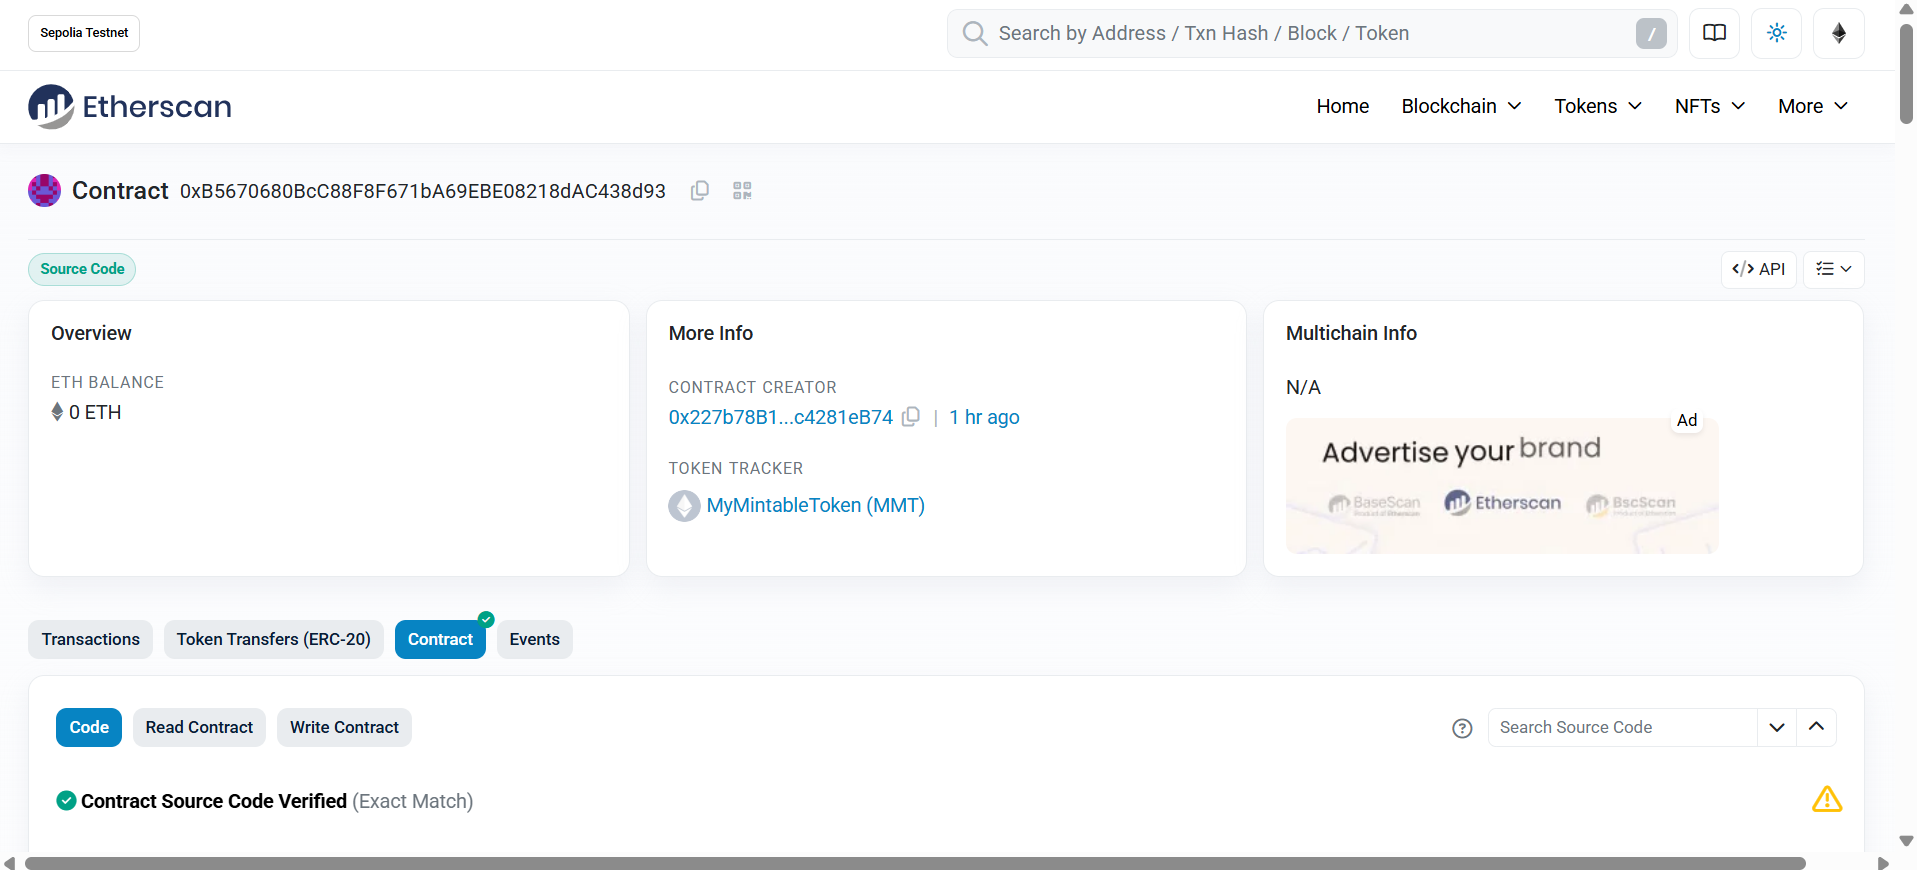 Sepolia Testnet
Search by Address / Txn Hash / Block / Token
/
Etherscan
Home
Blockchain
Tokens
NFTs
More
Contract 0xB5670680BcC88F8F671bA69EBE08218dAC438d93
Source Code
</> API
Overview
ETH BALANCE
0 ETH
More Info
CONTRACT CREATOR
0x227b78B1...c4281eB74 | 1 hr ago
TOKEN TRACKER
MyMintableToken (MMT)
Multichain Info
N/A
Ad
Advertise your brand
BaseScan
Etherscan
BscScan
Transactions
Token Transfers (ERC-20)
Contract
Events
Code
Read Contract
Write Contract
?
Search Source Code
Contract Source Code Verified (Exact Match)